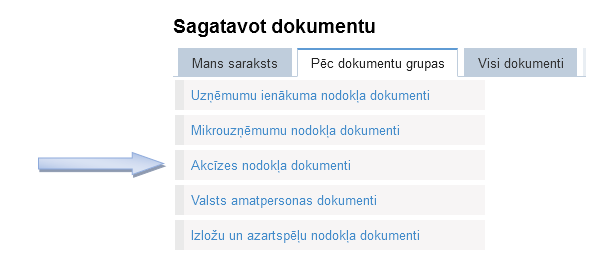 Sagatavot dokumentu
Mans saraksts Pēc dokumentu grupas Visi dokumenti
Uzņēmumu ienākuma nodokļa dokumenti
Mikrouzņēmumu nodokļa dokumenti
Akcīzes nodokļa dokumenti
Valsts amatpersonas dokumenti
Izložu un azartspēļu nodokļa dokumenti